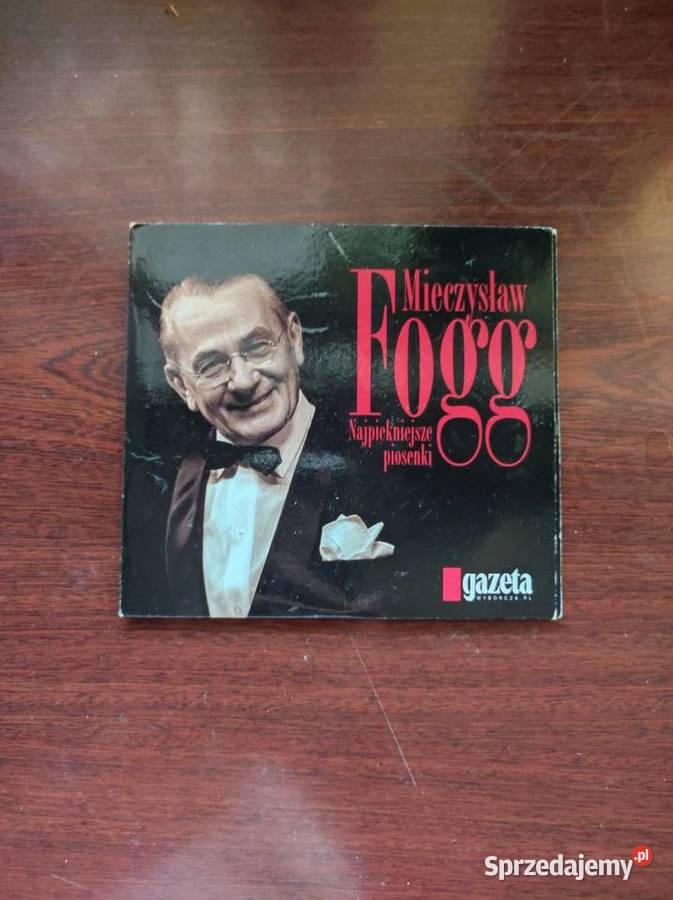 Mieczysław
Fogg
Najpiękniejsze
piosenki
gazeta
WYBORCZA.PL
Sprzedajemy.pl